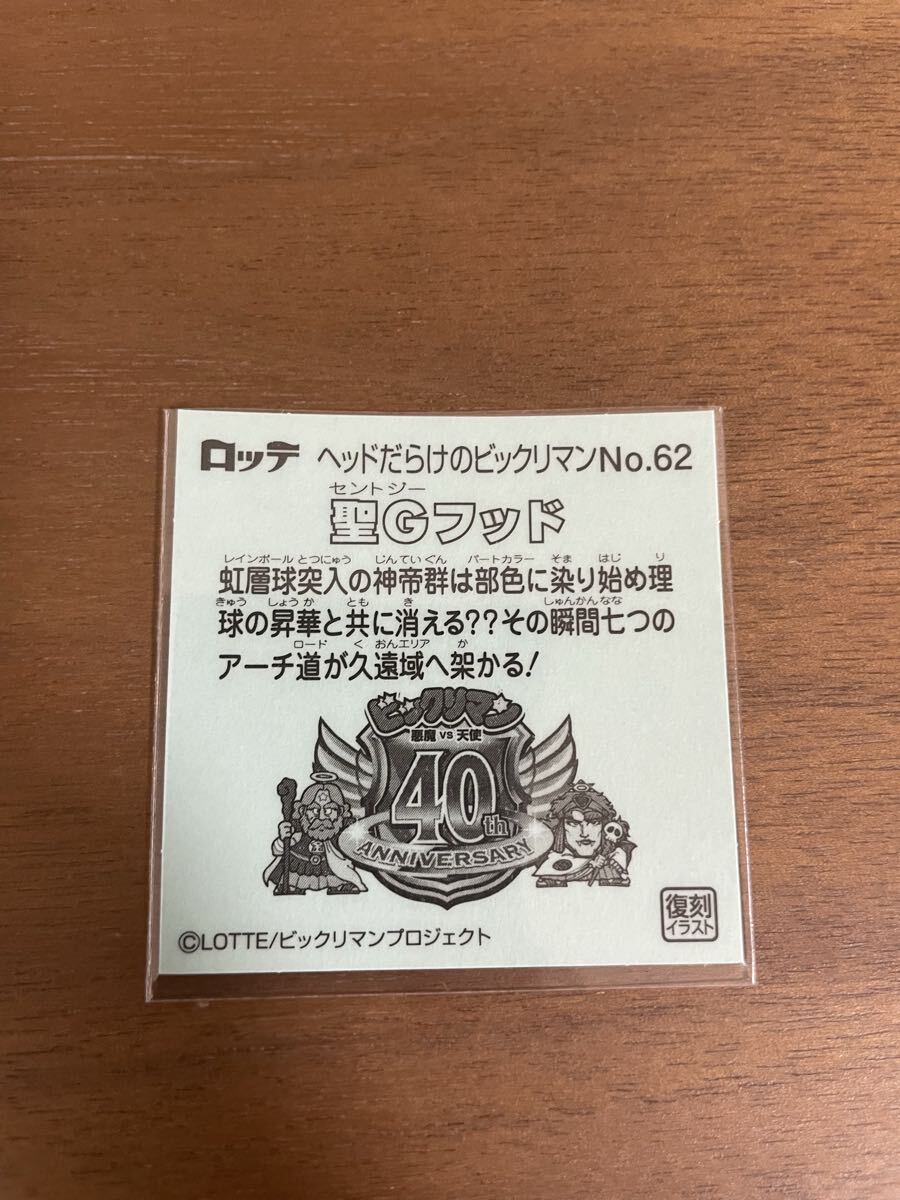 ロッテ ヘッドだらけのビックリマンNo.62
セントジー
聖Gフッド
レインボール とつにゅう じんていぐん パートカラー そま はじ り
虹層球突入の神帝群は部色に染り始め理
きゅう しょうか とも き しゅんかんなな
球の昇華と共に消える??その瞬間七つの
ロード くおんエリア か
アーチ道が久遠域へ架かる!
ビックリマン
悪魔 VS 天使
40th
ANNIVERSARY
復刻
イラスト
©LOTTE/ビックリマンプロジェクト